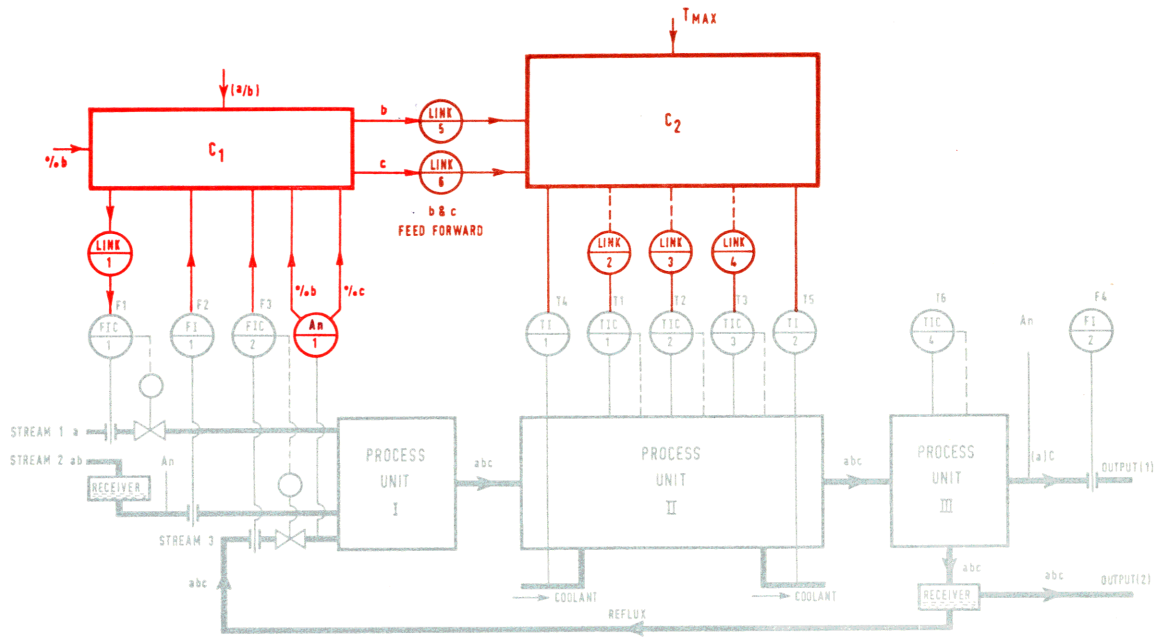 TMAX
(a/b)
C1
%b
b
LINK 5
c
LINK 6
b & c
FEED FORWARD
C2
LINK 1
LINK 2
LINK 3
LINK 4
%b
%c
F1
F2
F3
T4
T1
T2
T3
T5
T6
F4
FIC 1
FI 1
FIC 2
An 1
TI 1
TIC 1
TIC 2
TIC 3
TI 2
TIC 4
An
FI 2
STREAM 1 a
STREAM 2 ab
An
RECEIVER
STREAM 3
PROCESS
UNIT
I
abc
PROCESS
UNIT
II
abc
PROCESS
UNIT
III
(a)C
OUTPUT(1)
COOLANT
COOLANT
abc
abc
RECEIVER
abc
OUTPUT(2)
REFLUX